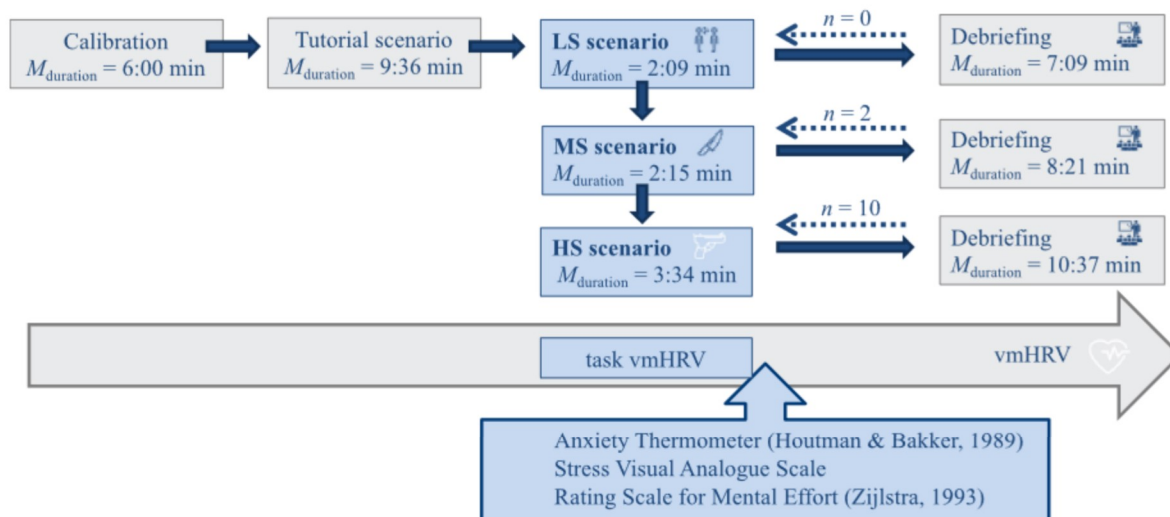 Calibration
Mduration = 6:00 min
Tutorial scenario
Mduration = 9:36 min
LS scenario
Mduration = 2:09 min
n = 0
Debriefing
Mduration = 7:09 min
MS scenario
Mduration = 2:15 min
n = 2
Debriefing
Mduration = 8:21 min
HS scenario
Mduration = 3:34 min
n = 10
Debriefing
Mduration = 10:37 min
task vmHRV
vmHRV
Anxiety Thermometer (Houtman & Bakker, 1989)
Stress Visual Analogue Scale
Rating Scale for Mental Effort (Zijlstra, 1993)